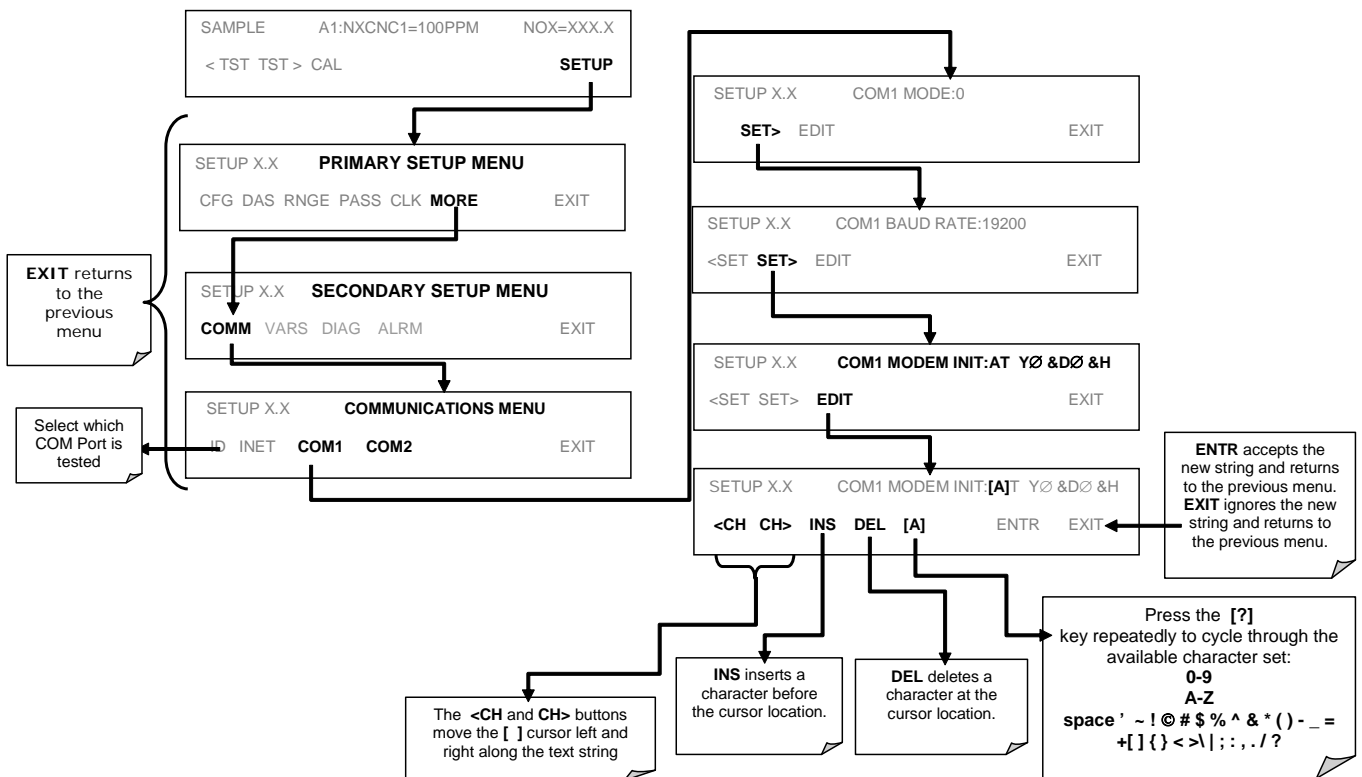 SAMPLE A1:NXCNC1=100PPM NOX=XXX.X
< TST TST > CAL SETUP
SETUP X.X PRIMARY SETUP MENU
CFG DAS RNGE PASS CLK MORE EXIT
EXIT returns
to the
previous
menu
SETUP X.X SECONDARY SETUP MENU
COMM VARS DIAG ALRM EXIT
Select which
COM Port is
tested
SETUP X.X COMMUNICATIONS MENU
ID INET COM1 COM2 EXIT
SETUP X.X COM1 MODE:0
SET> EDIT EXIT
SETUP X.X COM1 BAUD RATE:19200
<SET SET> EDIT EXIT
SETUP X.X COM1 MODEM INIT:AT YØ &DØ &H
<SET SET> EDIT EXIT
SETUP X.X COM1 MODEM INIT:[A]T YØ &DØ &H
<CH CH> INS DEL [A] ENTR EXIT
ENTR accepts the
new string and returns
to the previous menu.
EXIT ignores the new
string and returns to
the previous menu.
The <CH and CH> buttons
move the [ ] cursor left and
right along the text string
INS inserts a
character before
the cursor location.
DEL deletes a
character at the
cursor location.
Press the [?]
key repeatedly to cycle through the
available character set:
0-9
A-Z
space ' ~ ! © # $ % ^ & * ( ) - _ =
+[ ] { } < >\ | ; : , . / ?